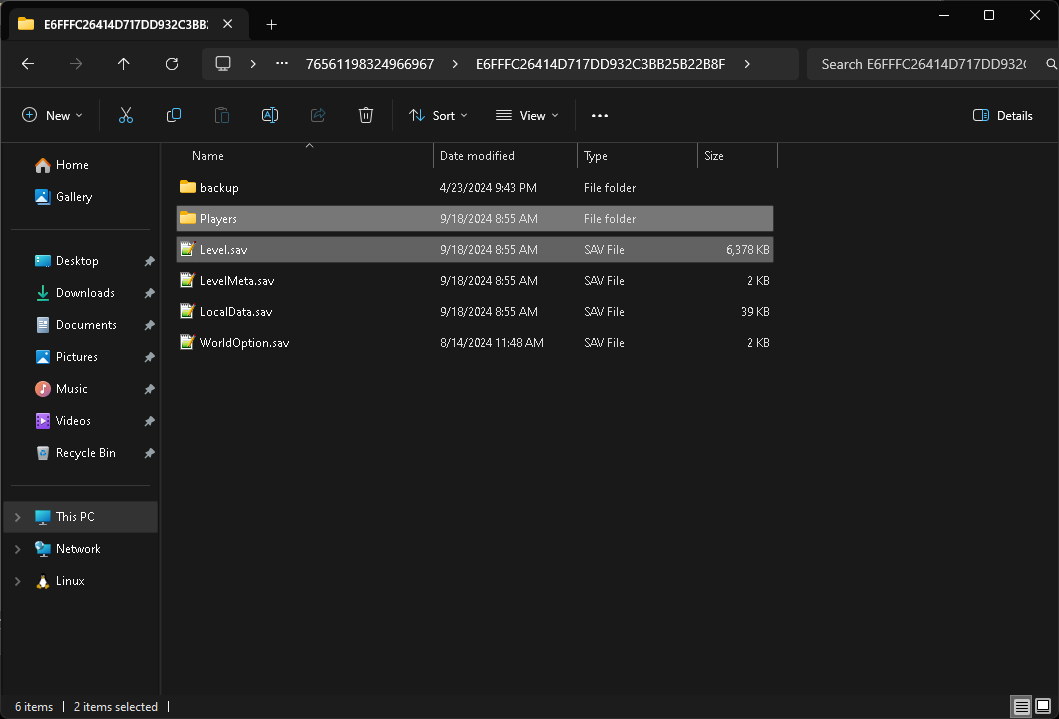 E6FFFC26414D717DD932C3BB2
76561198324966967 E6FFFC26414D717DD932C3BB25B22B8F
Search E6FFFC26414D717DD932C
New Sort View Details
Name Date modified Type Size
Home
Gallery
Desktop
Downloads
Documents
Pictures
Music
Videos
Recycle Bin
This PC
Network
Linux
backup 4/23/2024 9:43 PM File folder
Players 9/18/2024 8:55 AM File folder
Level.sav 9/18/2024 8:55 AM SAV File 6,378 KB
LevelMeta.sav 9/18/2024 8:55 AM SAV File 2 KB
LocalData.sav 9/18/2024 8:55 AM SAV File 39 KB
WorldOption.sav 8/14/2024 11:48 AM SAV File 2 KB
6 items 2 items selected